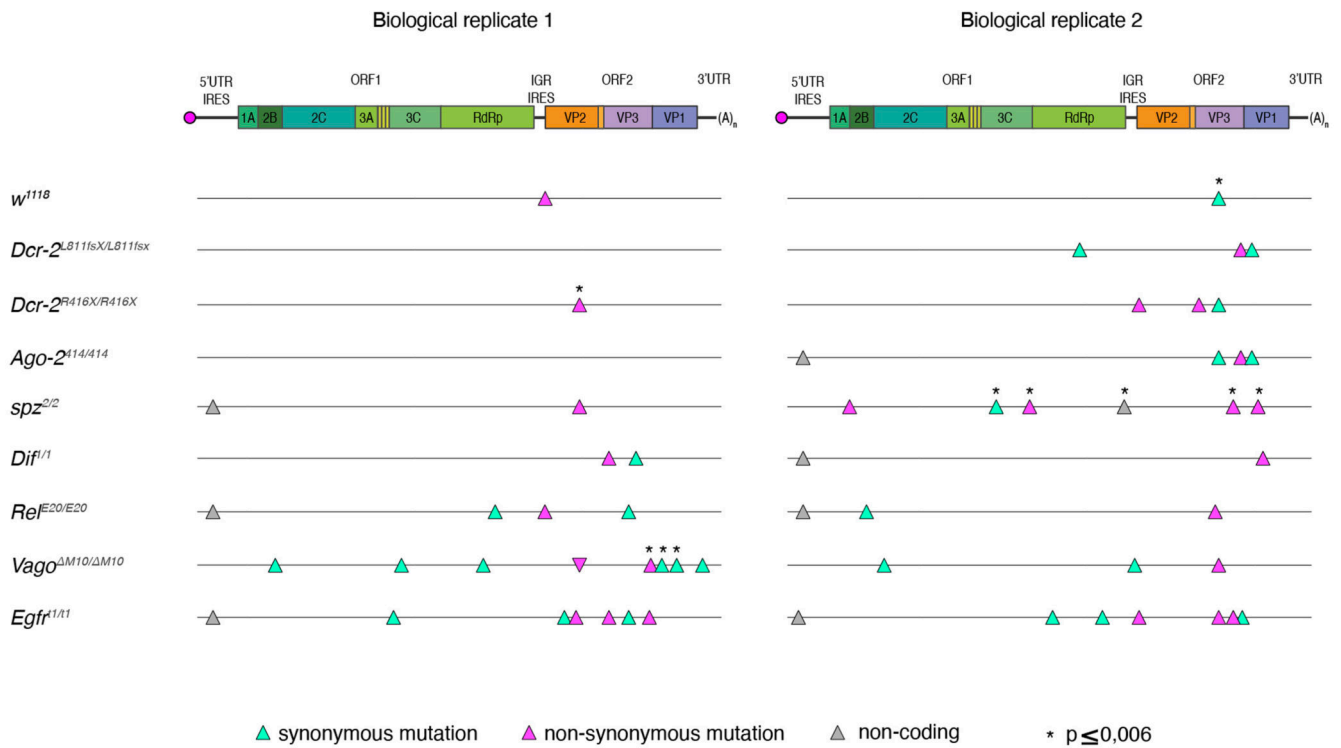 Biological replicate 1
Biological replicate 2
5'UTR IRES ORF1 IGR IRES ORF2 3'UTR
1A 2B 2C 3A 3C RdRp VP2 VP3 VP1 (A)n
5'UTR IRES ORF1 IGR IRES ORF2 3'UTR
1A 2B 2C 3A 3C RdRp VP2 VP3 VP1 (A)n
w1118 *
Dcr-2L811fsX/L811fsx
Dcr-2R416X/R416X *
Ago-2414/414
spz2/2 * * * * *
Dif1/1
RelE20/E20
VagoΔM10/ΔM10 * * *
Egfrt1/t1
synonymous mutation
non-synonymous mutation
non-coding
* p≤0,006